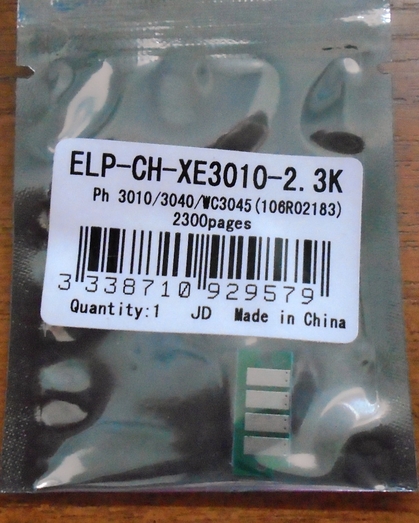 ELP-CH-XE3010-2.3K
Ph 3010/3040/WC3045(106R02183)
2300pages
3 338710 929579
Quantity:1 JD Made in China